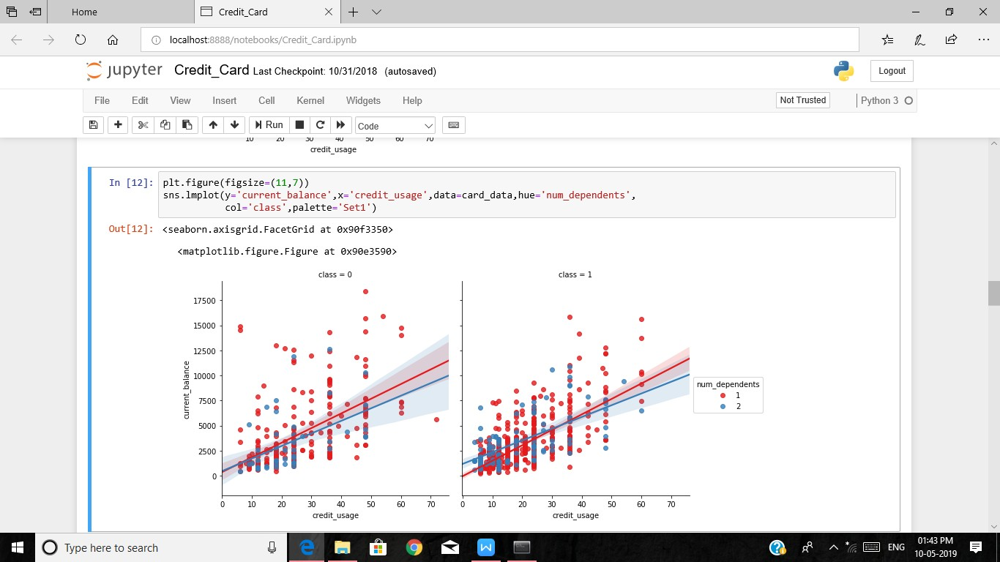 Home
Credit_Card
localhost:8888/notebooks/Credit_Card.ipynb
jupyter Credit_Card Last Checkpoint: 10/31/2018 (autosaved)
Logout
File Edit View Insert Cell Kernel Widgets Help
Not Trusted
Python 3
Run
Code
10 20 30 40 50 60 70
credit_usage
In [12]: plt.figure(figsize=(11,7))
sns.lmplot(y='current_balance',x='credit_usage',data=card_data,hue='num_dependents',
col='class',palette='Set1')
Out[12]: <seaborn.axisgrid.FacetGrid at 0x90f3350>
<matplotlib.figure.Figure at 0x90e3590>
class = 0
class = 1
17500
15000
12500
10000
7500
5000
2500
0
current_balance
num_dependents
1
2
0 10 20 30 40 50 60 70
0 10 20 30 40 50 60 70
credit_usage
credit_usage
Type here to search
W
ENG
01:43 PM
10-05-2019